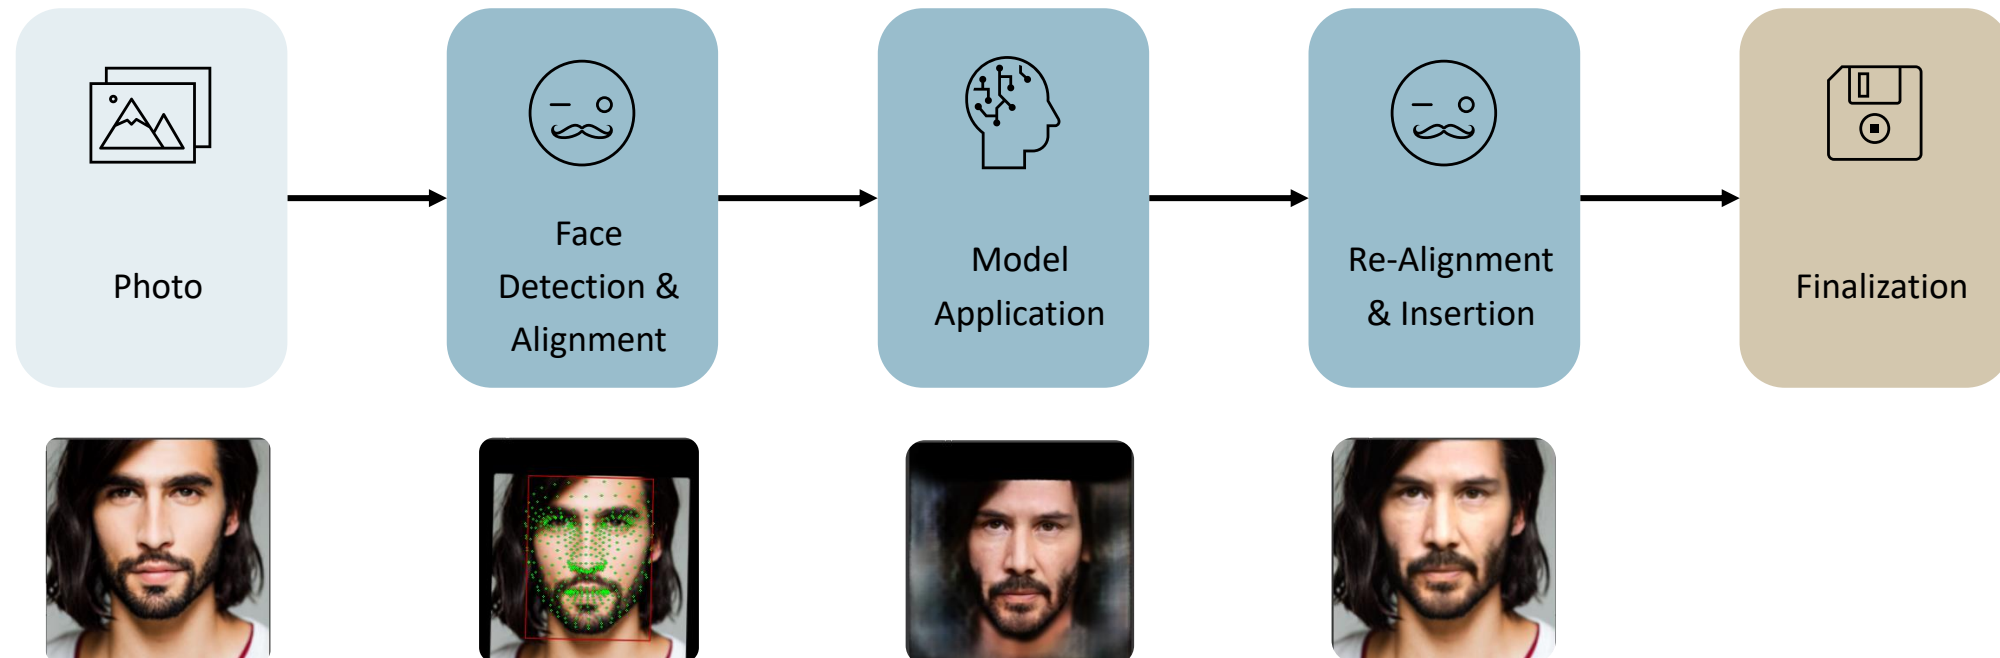 Photo
Face
Detection &
Alignment
Model
Application
Re-Alignment
& Insertion
Finalization